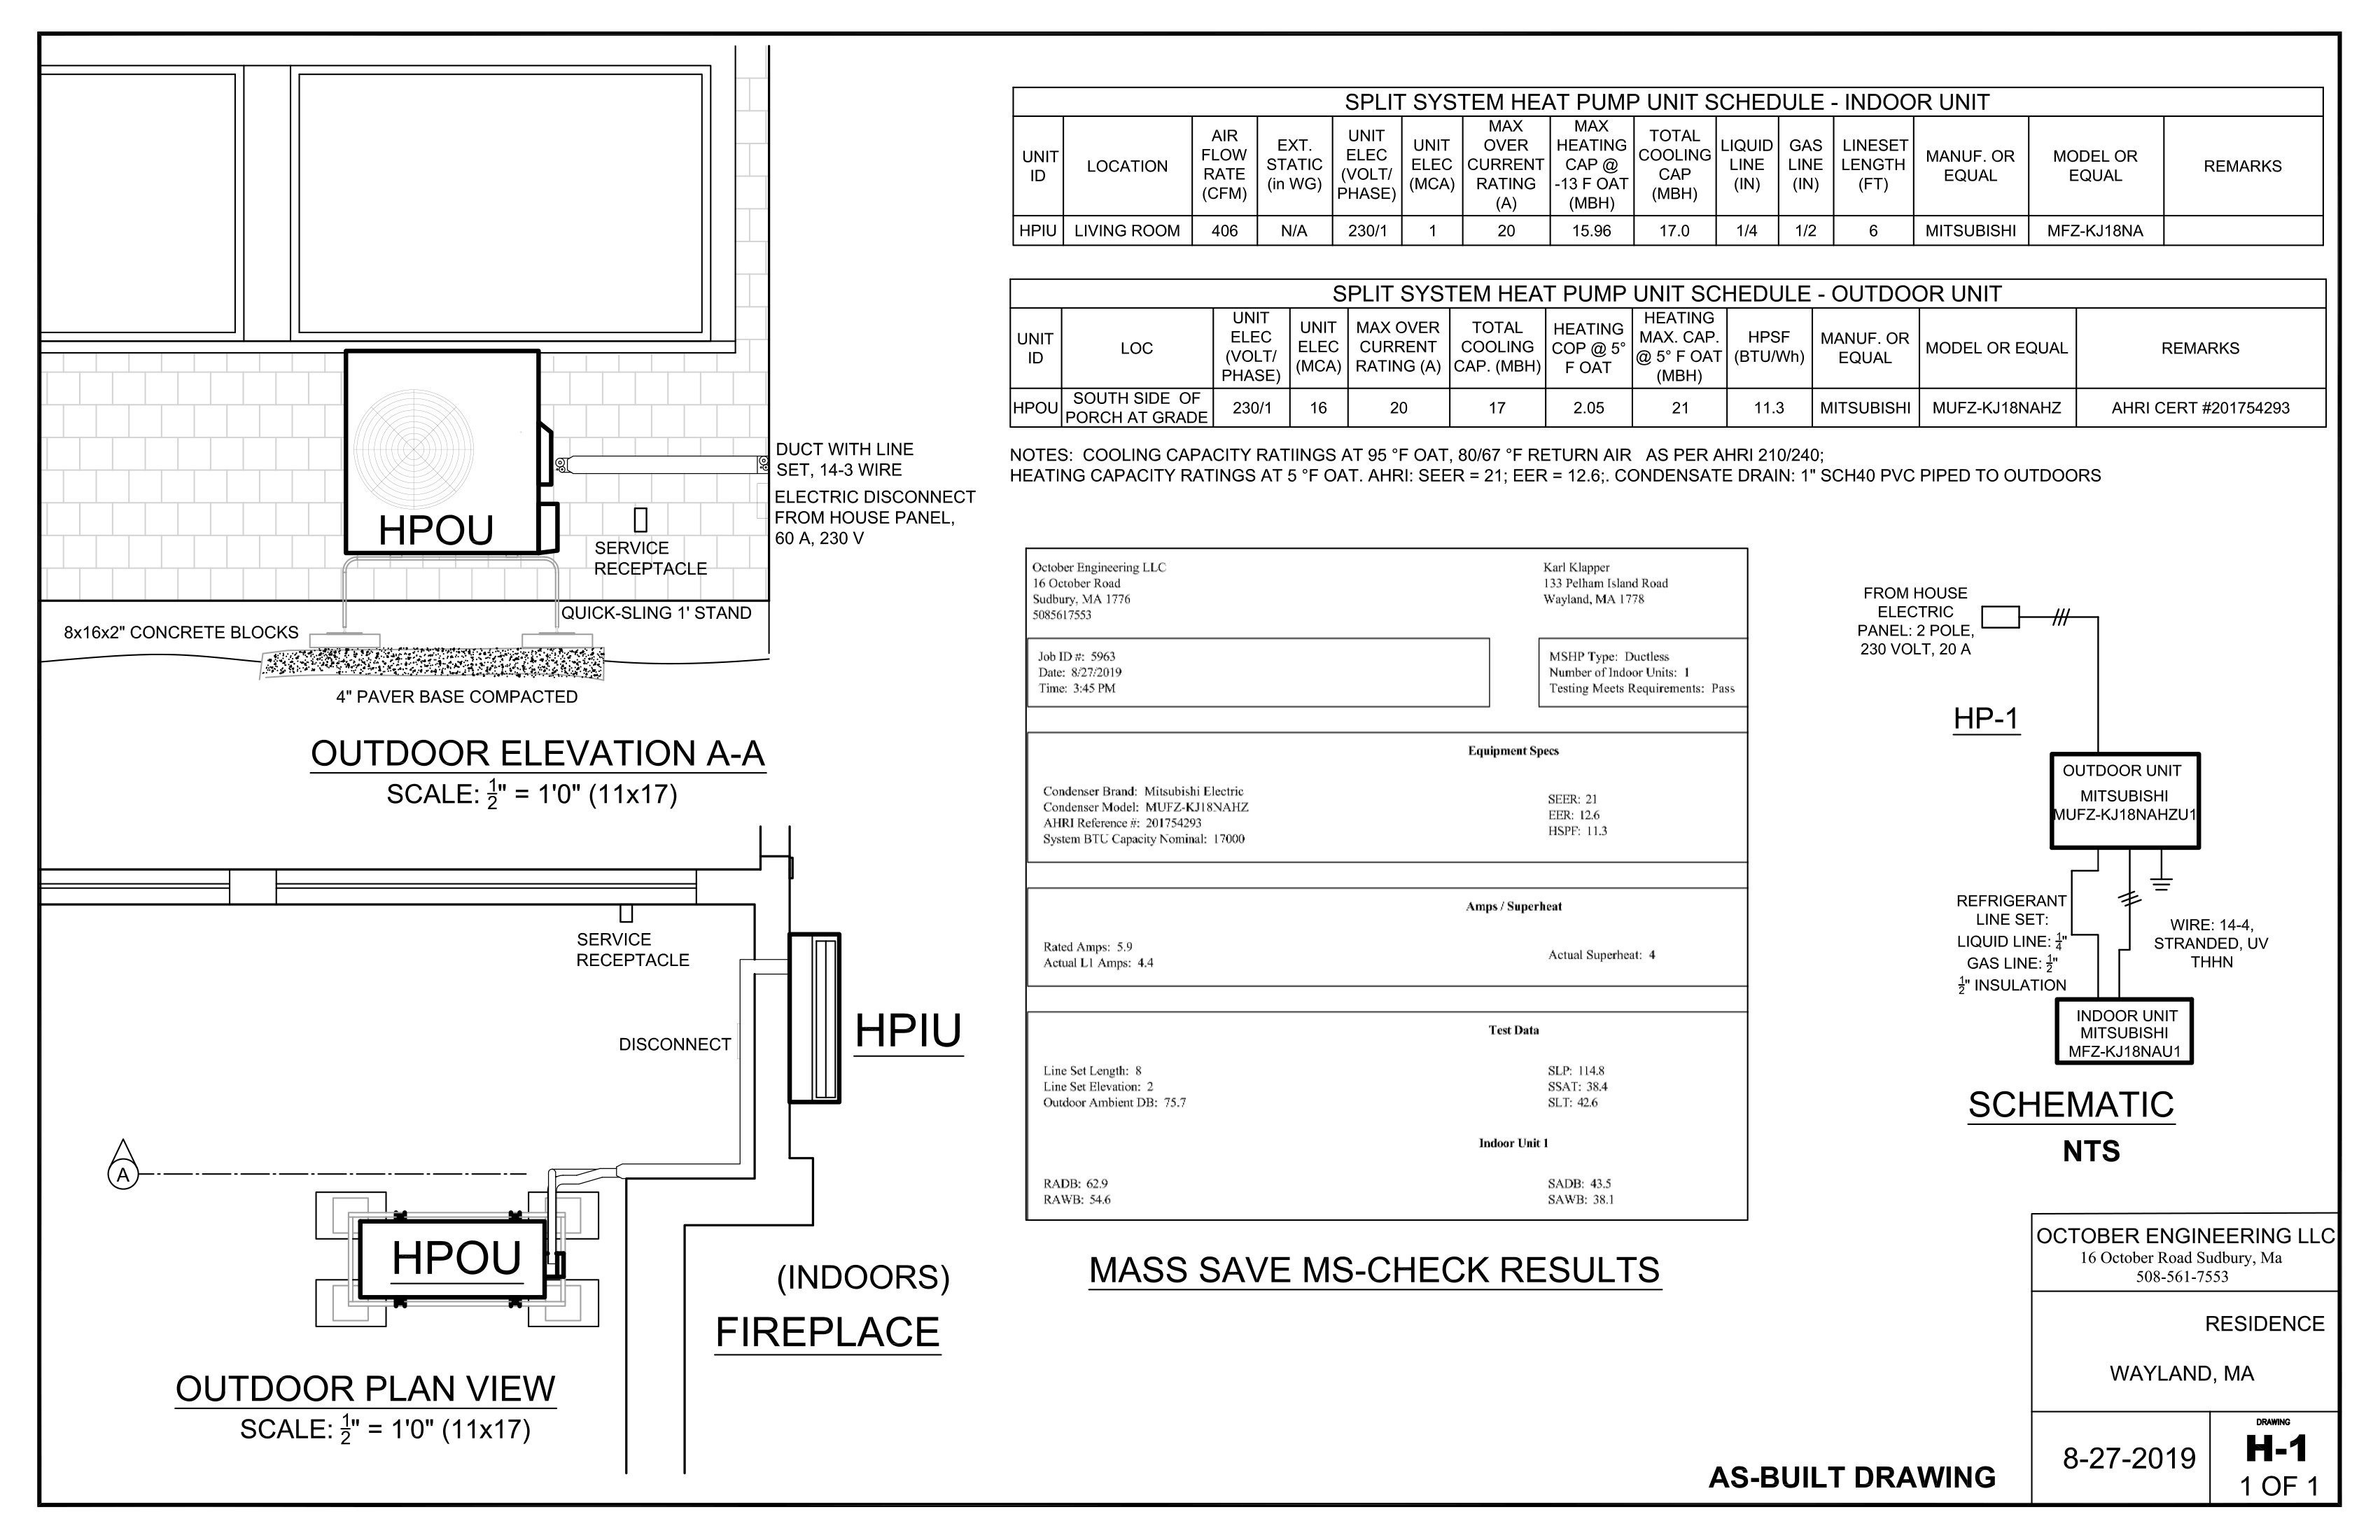 HPOU
DUCT WITH LINE
SET, 14-3 WIRE
ELECTRIC DISCONNECT
FROM HOUSE PANEL,
60 A, 230 V
SERVICE
RECEPTACLE
QUICK-SLING 1' STAND
8x16x2" CONCRETE BLOCKS
4" PAVER BASE COMPACTED
OUTDOOR ELEVATION A-A
SCALE: 1/2" = 1'0" (11x17)
SERVICE
RECEPTACLE
HPIU
DISCONNECT
A
HPOU
(INDOORS)
FIREPLACE
OUTDOOR PLAN VIEW
SCALE: 1/2" = 1'0" (11x17)
SPLIT SYSTEM HEAT PUMP UNIT SCHEDULE - INDOOR UNIT
UNIT ID LOCATION AIR FLOW RATE (CFM) EXT. STATIC (in WG) UNIT ELEC (VOLT/ PHASE) UNIT ELEC (MCA) MAX OVER CURRENT RATING (A) MAX HEATING CAP @ -13 F OAT (MBH) TOTAL COOLING CAP (MBH) LIQUID LINE (IN) GAS LINE (IN) LINESET LENGTH (FT) MANUF. OR EQUAL MODEL OR EQUAL REMARKS
HPIU LIVING ROOM 406 N/A 230/1 1 20 15.96 17.0 1/4 1/2 6 MITSUBISHI MFZ-KJ18NA
SPLIT SYSTEM HEAT PUMP UNIT SCHEDULE - OUTDOOR UNIT
UNIT ID LOC UNIT ELEC (VOLT/ PHASE) UNIT ELEC (MCA) MAX OVER CURRENT RATING (A) TOTAL COOLING CAP. (MBH) HEATING COP @ 5° F OAT HEATING MAX. CAP. @ 5° F OAT (MBH) HPSF (BTU/Wh) MANUF. OR EQUAL MODEL OR EQUAL REMARKS
HPOU SOUTH SIDE OF PORCH AT GRADE 230/1 16 20 17 2.05 21 11.3 MITSUBISHI MUFZ-KJ18NAHZ AHRI CERT #201754293
NOTES: COOLING CAPACITY RATIINGS AT 95 °F OAT, 80/67 °F RETURN AIR AS PER AHRI 210/240;
HEATING CAPACITY RATINGS AT 5 °F OAT. AHRI: SEER = 21; EER = 12.6;. CONDENSATE DRAIN: 1" SCH40 PVC PIPED TO OUTDOORS
October Engineering LLC
16 October Road
Sudbury, MA 1776
5085617553
Karl Klapper
133 Pelham Island Road
Wayland, MA 1778
Job ID #: 5963
Date: 8/27/2019
Time: 3:45 PM
MSHP Type: Ductless
Number of Indoor Units: 1
Testing Meets Requirements: Pass
Equipment Specs
Condenser Brand: Mitsubishi Electric
Condenser Model: MUFZ-KJ18NAHZ
AHRI Reference #: 201754293
System BTU Capacity Nominal: 17000
SEER: 21
EER: 12.6
HSPF: 11.3
Amps / Superheat
Rated Amps: 5.9
Actual L1 Amps: 4.4
Actual Superheat: 4
Test Data
Line Set Length: 8
Line Set Elevation: 2
Outdoor Ambient DB: 75.7
SLP: 114.8
SSAT: 38.4
SLT: 42.6
Indoor Unit 1
RADB: 62.9
RAWB: 54.6
SADB: 43.5
SAWB: 38.1
MASS SAVE MS-CHECK RESULTS
FROM HOUSE
ELECTRIC
PANEL: 2 POLE,
230 VOLT, 20 A
HP-1
OUTDOOR UNIT
MITSUBISHI
MUFZ-KJ18NAHZU1
REFRIGERANT
LINE SET:
LIQUID LINE: 1/4"
GAS LINE: 1/2"
1/2" INSULATION
WIRE: 14-4,
STRANDED, UV
THHN
INDOOR UNIT
MITSUBISHI
MFZ-KJ18NAU1
SCHEMATIC
NTS
OCTOBER ENGINEERING LLC
16 October Road Sudbury, Ma
508-561-7553
RESIDENCE
WAYLAND, MA
8-27-2019
DRAWING
H-1
1 OF 1
AS-BUILT DRAWING